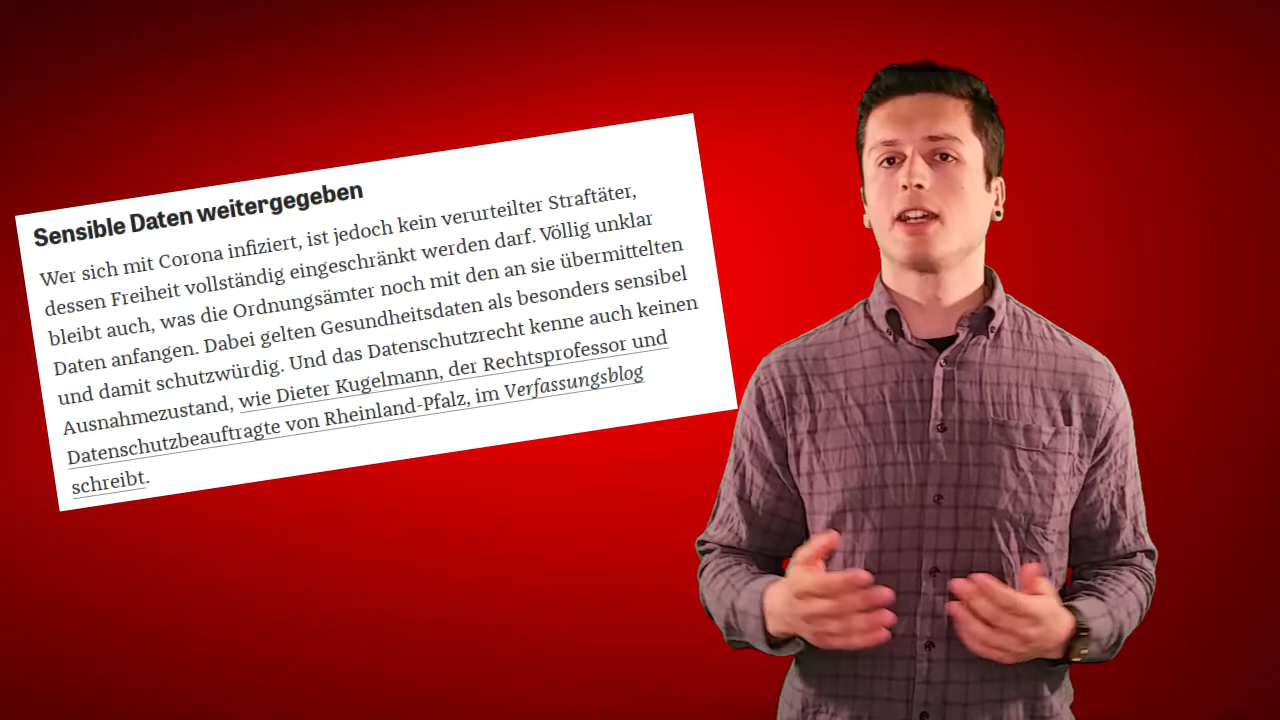 Sensible Daten weitergegeben
Wer sich mit Corona infiziert, ist jedoch kein verurteilter Straftäter,
dessen Freiheit vollständig eingeschränkt werden darf. Völlig unklar
bleibt auch, was die Ordnungsämter noch mit den an sie übermittelten
Daten anfangen. Dabei gelten Gesundheitsdaten als besonders sensibel
und damit schutzwürdig. Und das Datenschutzrecht kenne auch keinen
Ausnahmezustand, wie Dieter Kugelmann, der Rechtsprofessor und
Datenschutzbeauftragte von Rheinland-Pfalz, im Verfassungsblog
schreibt.